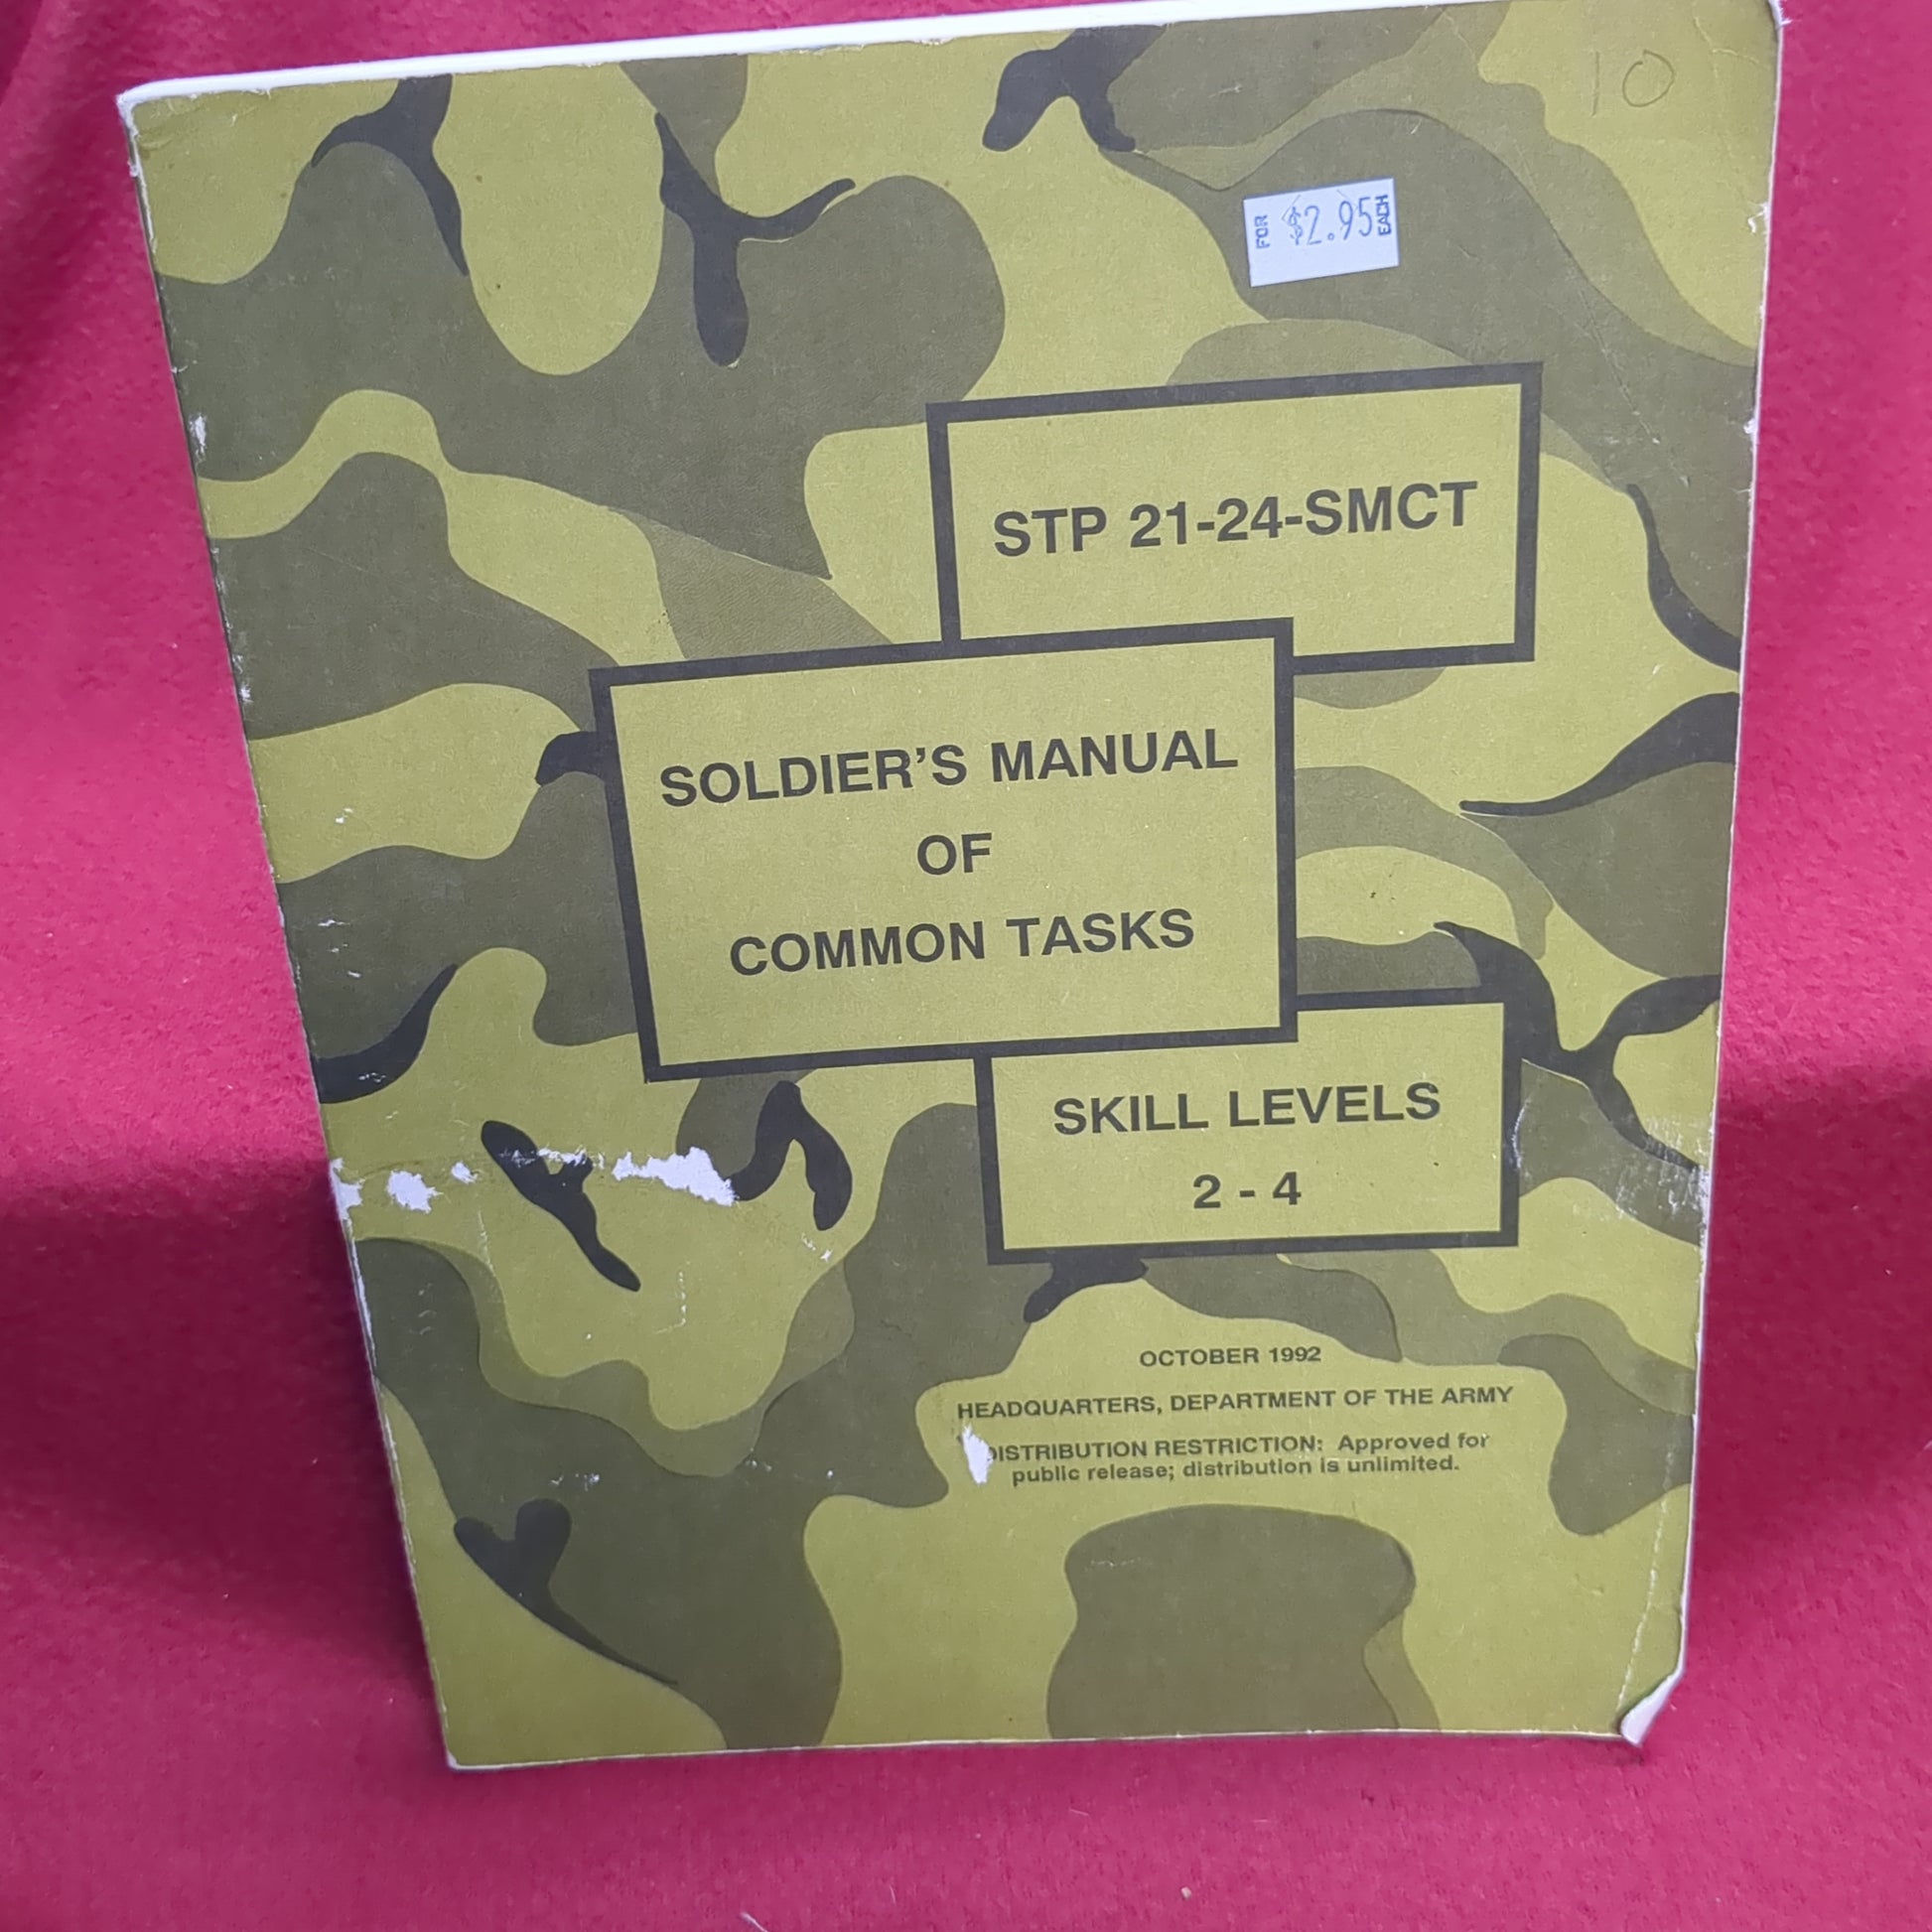 10
FOR $2.95 EACH
STP 21-24-SMCT
SOLDIER'S MANUAL
OF
COMMON TASKS
SKILL LEVELS
2 - 4
OCTOBER 1992
HEADQUARTERS, DEPARTMENT OF THE ARMY
DISTRIBUTION RESTRICTION: Approved for
public release; distribution is unlimited.